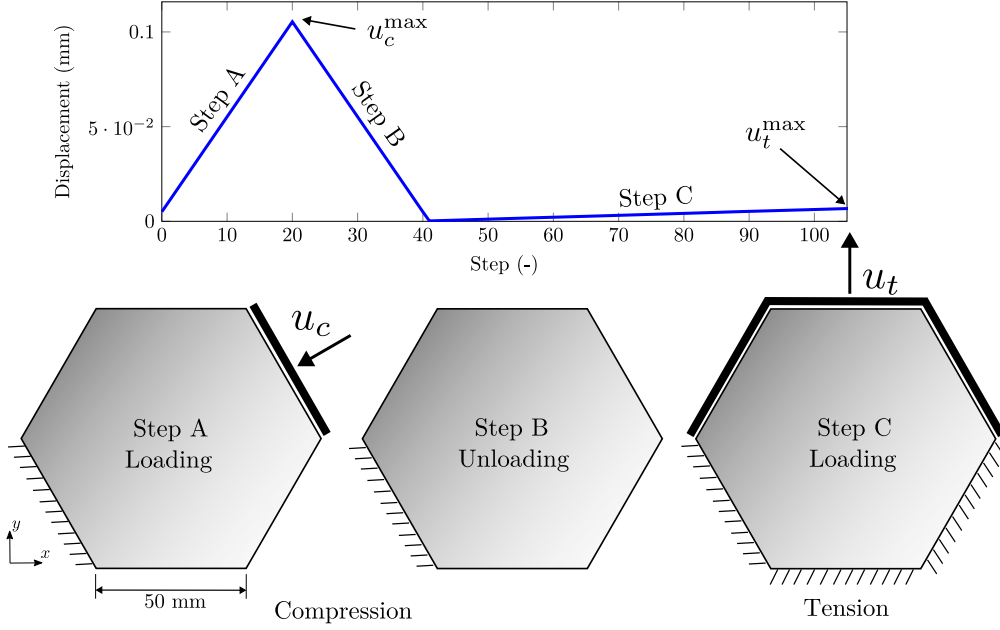 Displacement (mm)
0.1
5 · 10⁻²
0
0 10 20 30 40 50 60 70 80 90 100
Step (-)
Step A
Step B
Step C
u_c^max
u_t^max
u_c
u_t
Step A
Loading
Step B
Unloading
Step C
Loading
y
x
50 mm
Compression
Tension